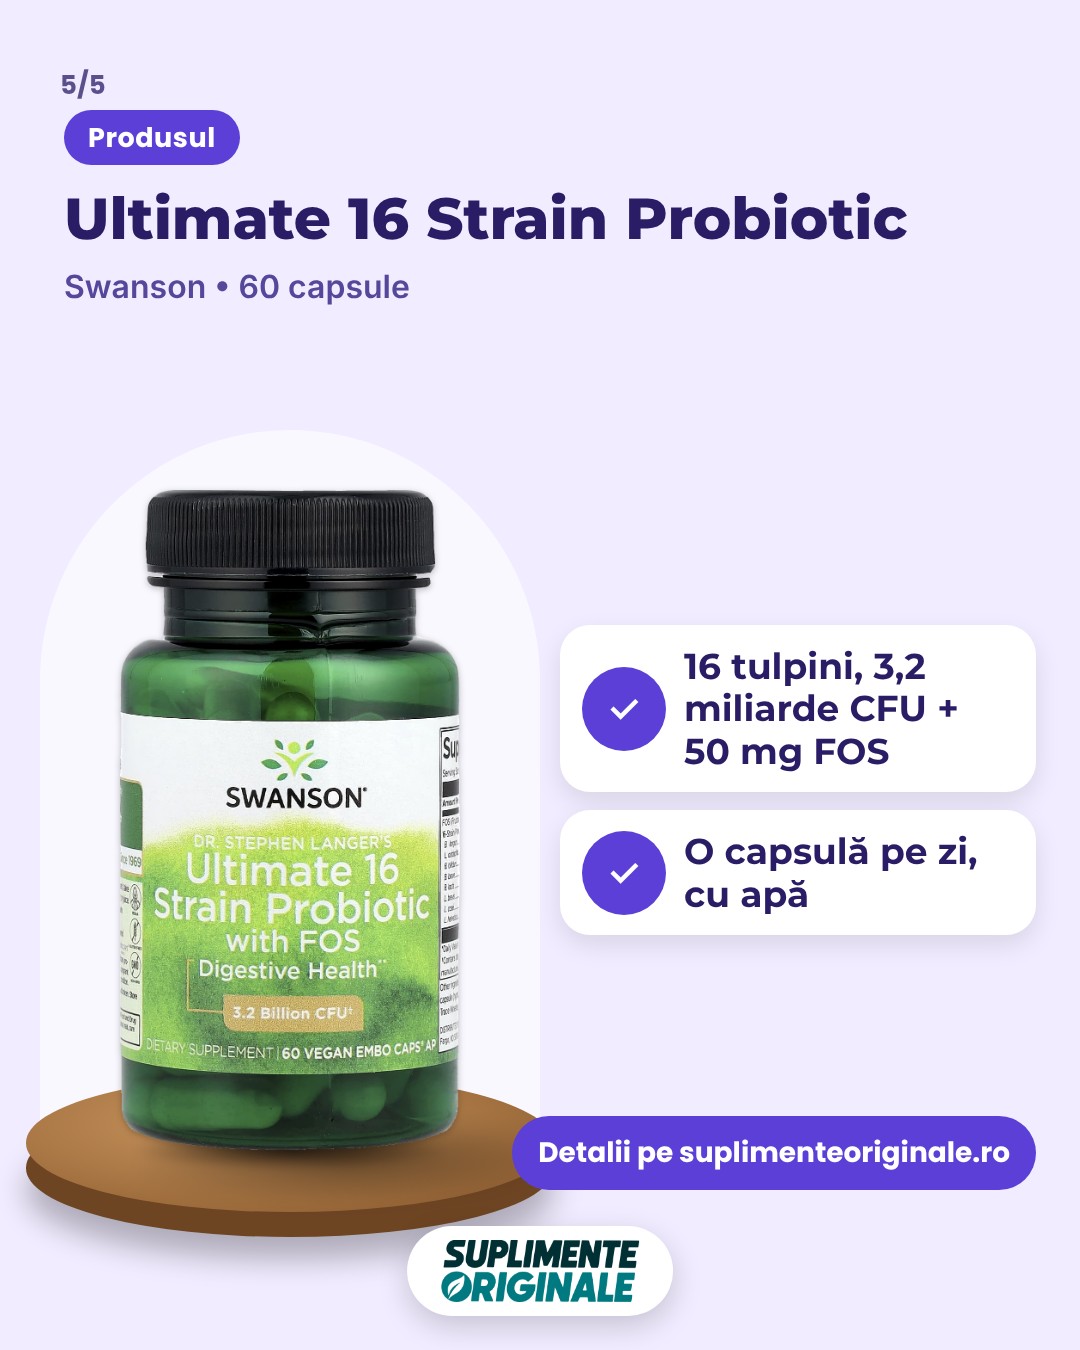 5/5
Produsul
Ultimate 16 Strain Probiotic
Swanson • 60 capsule
SWANSON
DR. STEPHEN LANGER'S
Ultimate 16
Strain Probiotic
with FOS
Digestive Health
3.2 Billion CFU‡
DIETARY SUPPLEMENT | 60 VEGAN EMBO CAPS® AP
16 tulpini, 3,2
miliarde CFU +
50 mg FOS
O capsulă pe zi,
cu apă
Detalii pe suplimenteoriginale.ro
SUPLIMENTE
ORIGINALE